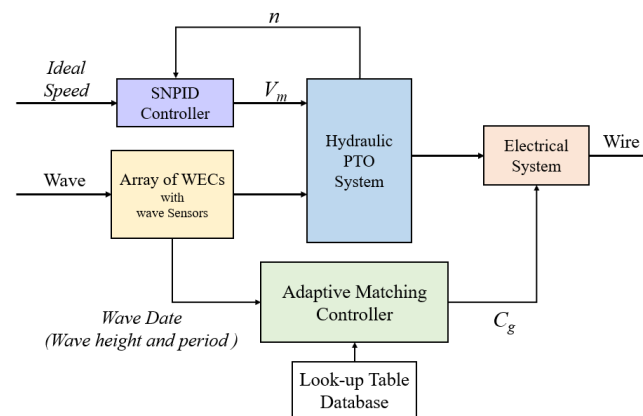 n
Ideal
Speed
SNPID
Controller
V_m
Hydraulic
PTO
System
Electrical
System
Wire
Wave
Array of WECs
with
wave Sensors
Adaptive Matching
Controller
C_g
Wave Date
(Wave height and period )
Look-up Table
Database